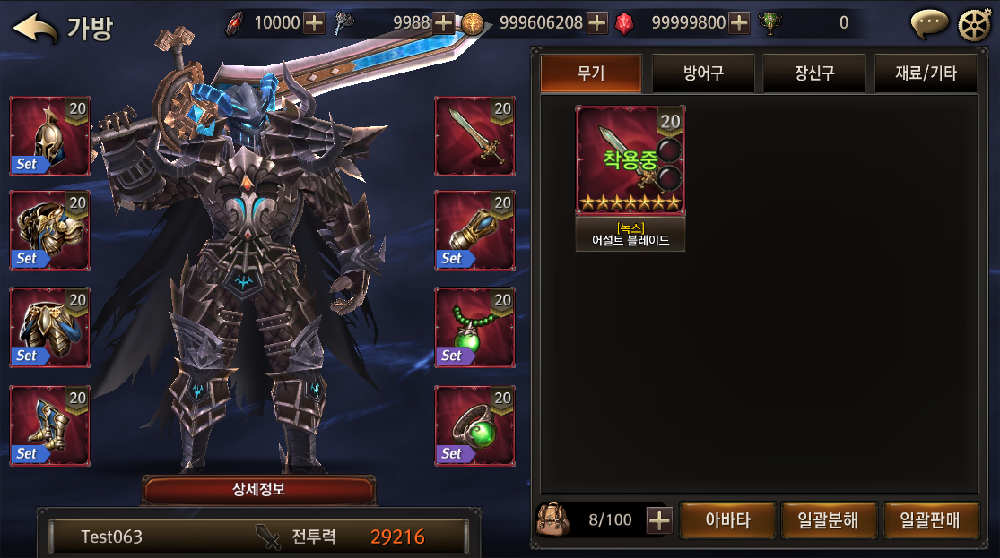 가방
10000
9988
999606208
99999800
0
무기
방어구
장신구
재료/기타
20
Set
20
Set
20
Set
20
Set
20
20
Set
20
Set
20
Set
20
착용중
[녹스]
어설트 블레이드
상세정보
Test063
전투력
29216
8/100
아바타
일괄분해
일괄판매